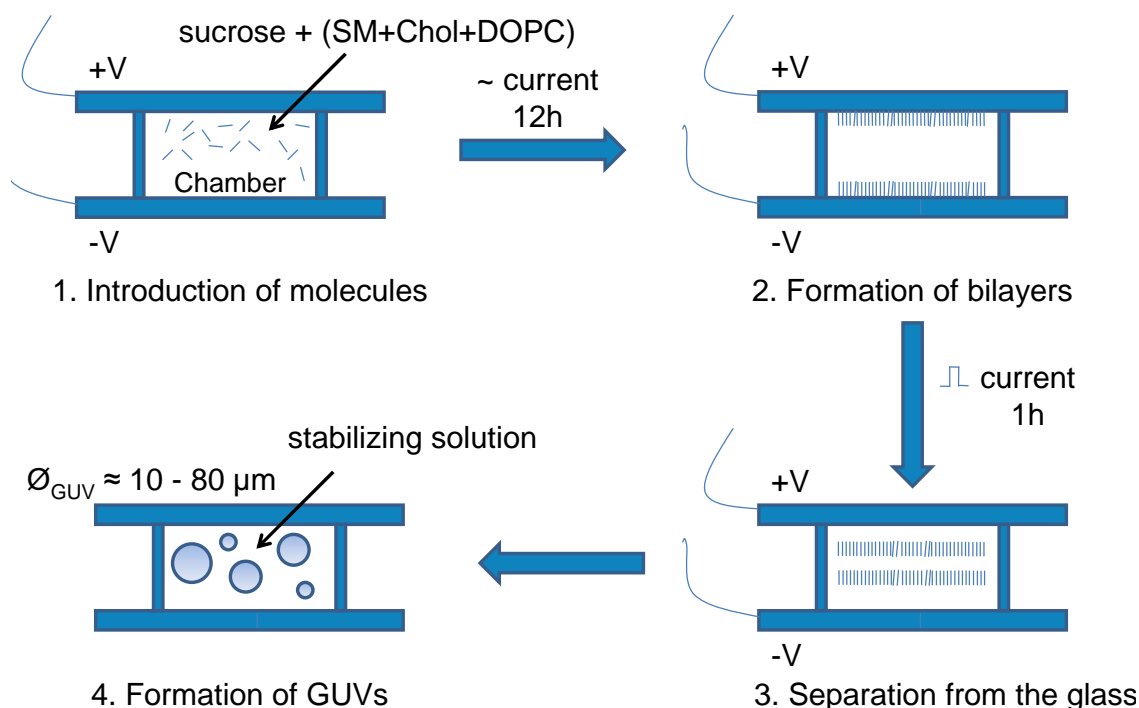 sucrose + (SM+Chol+DOPC)
+V
Chamber
-V
1. Introduction of molecules
~ current
12h
+V
-V
2. Formation of bilayers
current
1h
+V
-V
3. Separation from the glass
stabilizing solution
Ø_GUV ≈ 10 - 80 µm
4. Formation of GUVs